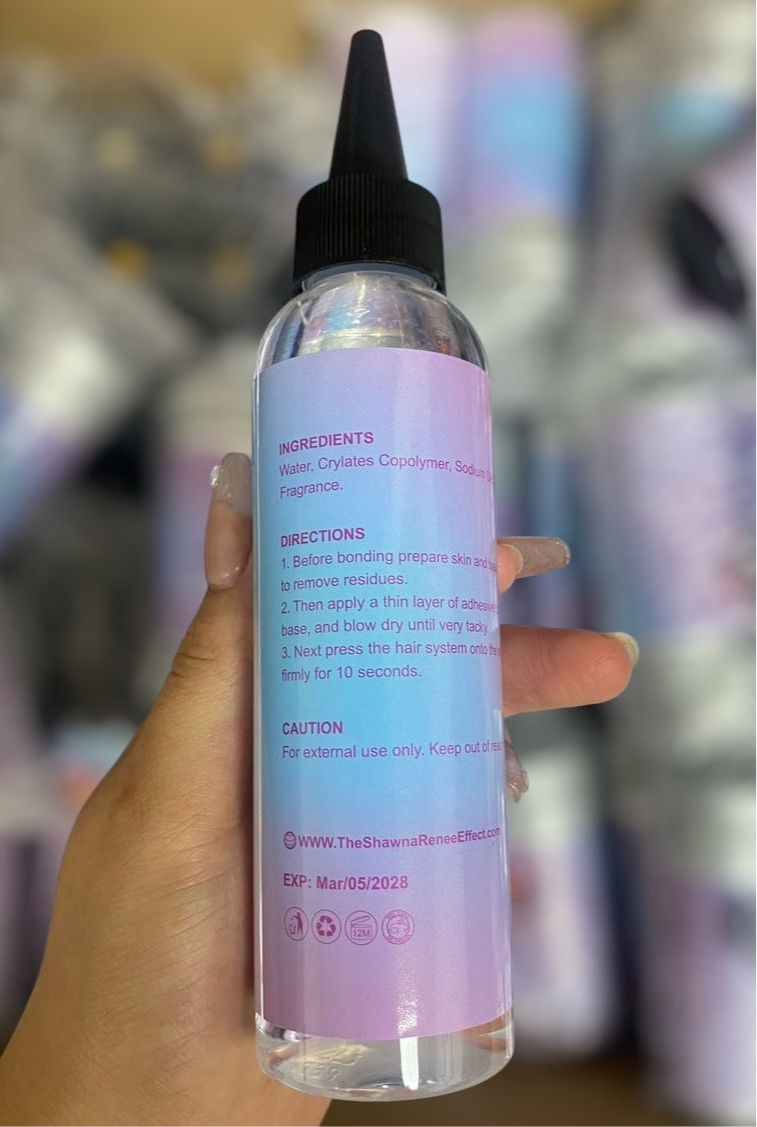 INGREDIENTS
Water, Crylates Copolymer, Sodium
Fragrance.
DIRECTIONS
1. Before bonding prepare skin and
to remove residues.
2. Then apply a thin layer of adhesive
base, and blow dry until very tacky.
3. Next press the hair system onto the
firmly for 10 seconds.
CAUTION
For external use only. Keep out of
WWW.TheShawnaReneeEffect.com
EXP: Mar/05/2028
12M